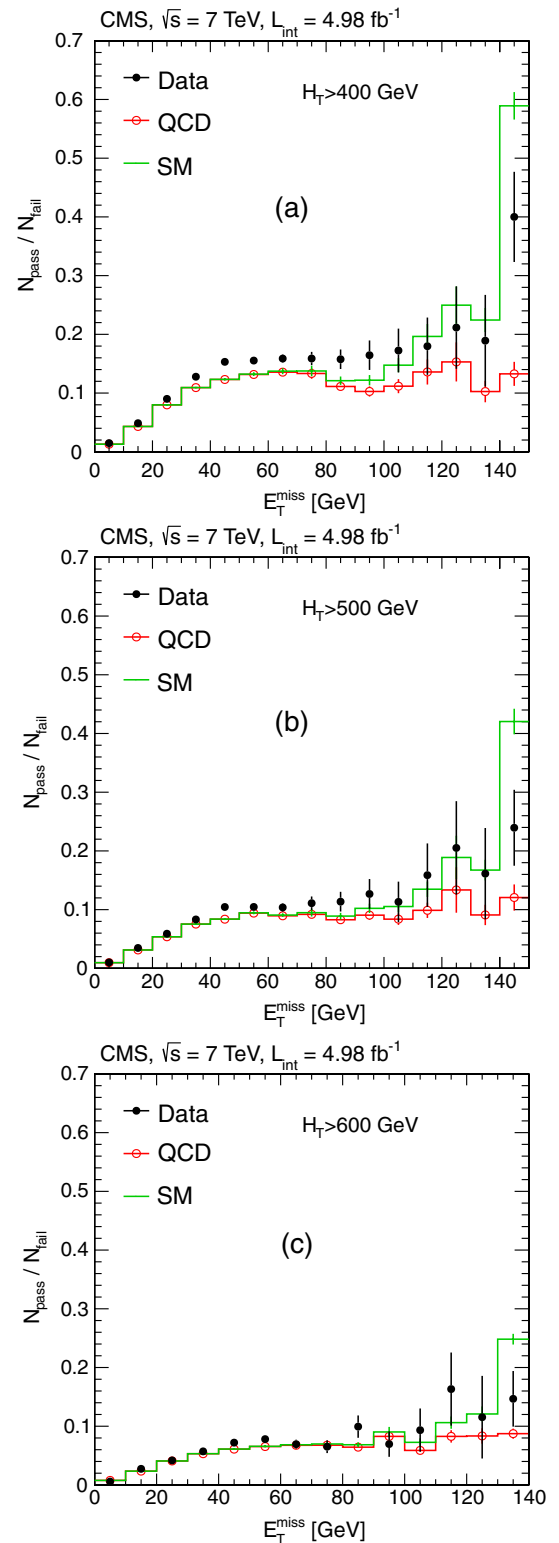 CMS, √s = 7 TeV, L_int = 4.98 fb⁻¹
0.7
0.6
0.5
0.4
0.3
0.2
0.1
0
N_pass / N_fail
Data
QCD
SM
H_T>400 GeV
(a)
0 20 40 60 80 100 120 140
E_T^miss [GeV]
CMS, √s = 7 TeV, L_int = 4.98 fb⁻¹
0.7
0.6
0.5
0.4
0.3
0.2
0.1
0
N_pass / N_fail
Data
QCD
SM
H_T>500 GeV
(b)
0 20 40 60 80 100 120 140
E_T^miss [GeV]
CMS, √s = 7 TeV, L_int = 4.98 fb⁻¹
0.7
0.6
0.5
0.4
0.3
0.2
0.1
0
N_pass / N_fail
Data
QCD
SM
H_T>600 GeV
(c)
0 20 40 60 80 100 120 140
E_T^miss [GeV]